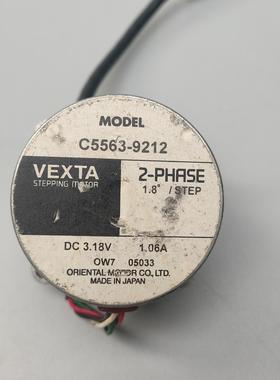 MODEL
C5563-9212
VEXTA 2-PHASE
STEPPING MOTOR 1.8° / STEP
DC 3.18V 1.06A
OW7 05033
ORIENTAL MOTOR CO., LTD.
MADE IN JAPAN